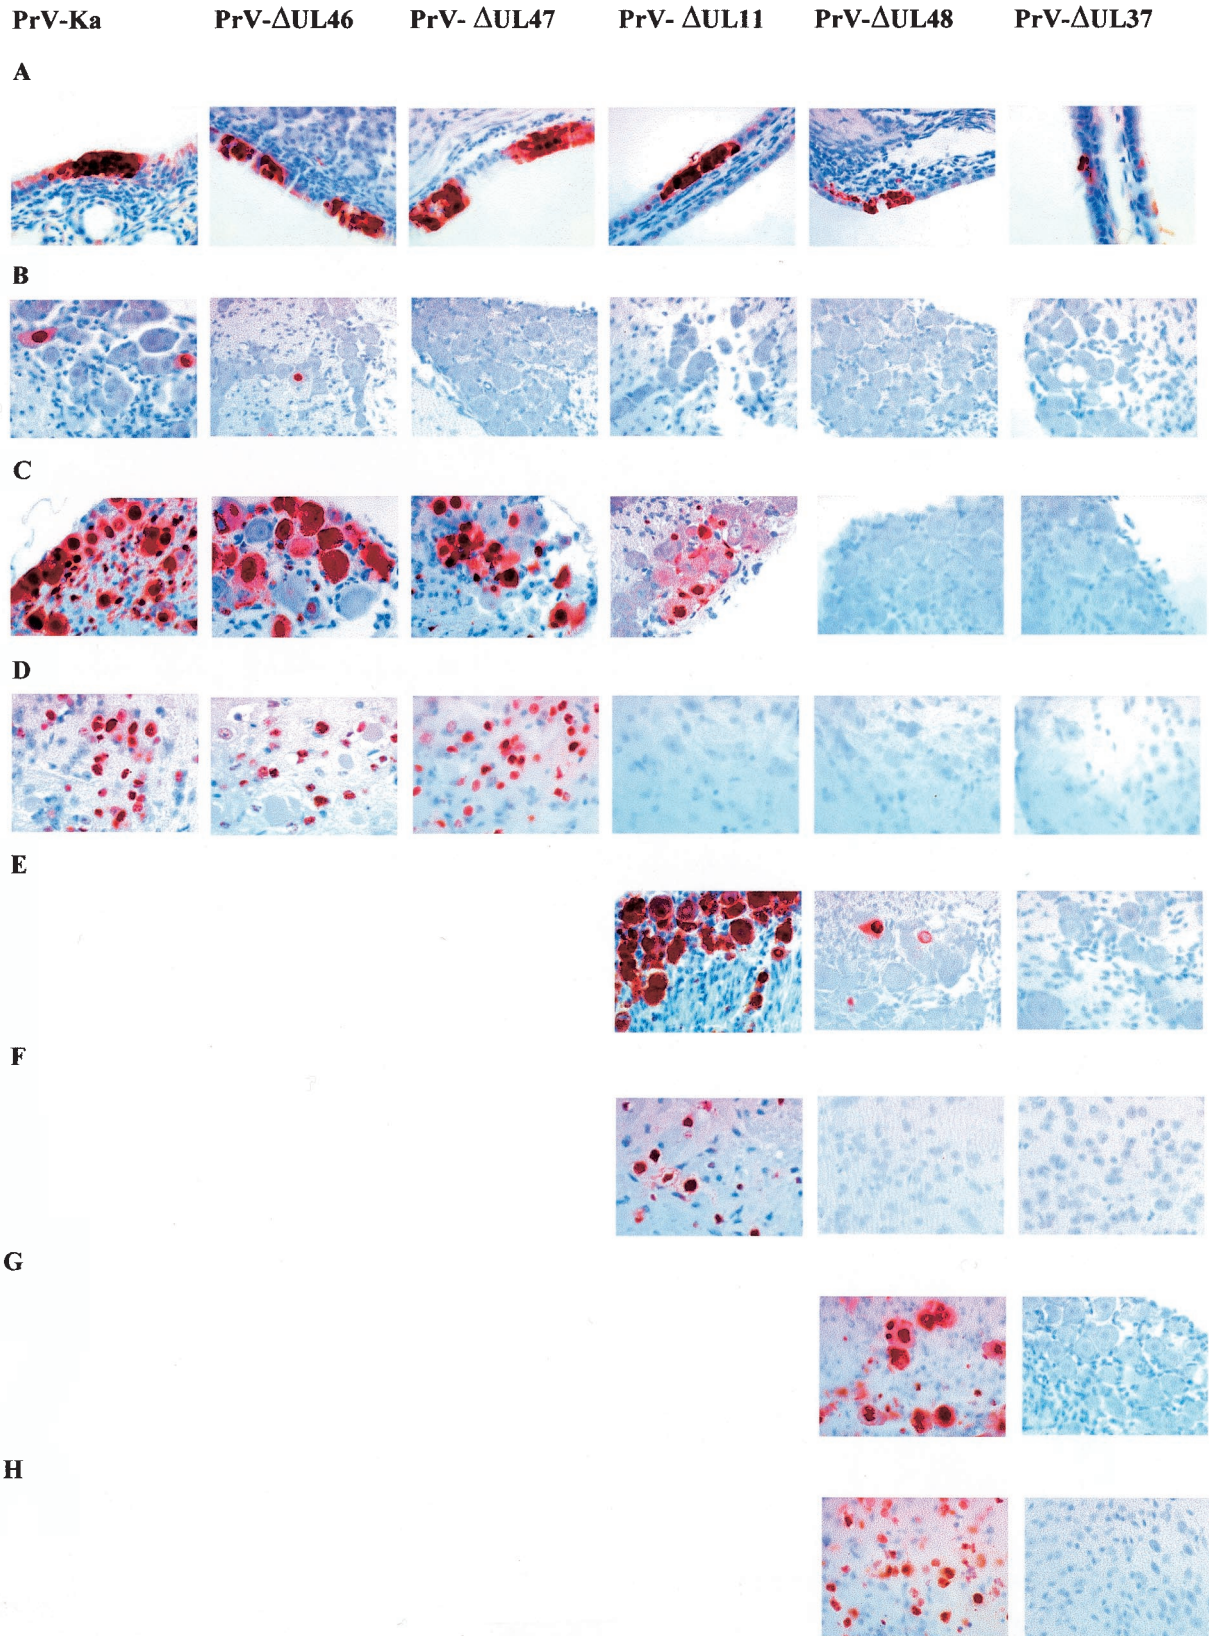 PrV-Ka PrV-ΔUL46 PrV- ΔUL47 PrV- ΔUL11 PrV-ΔUL48 PrV-ΔUL37
A
B
C
D
E
F
G
H